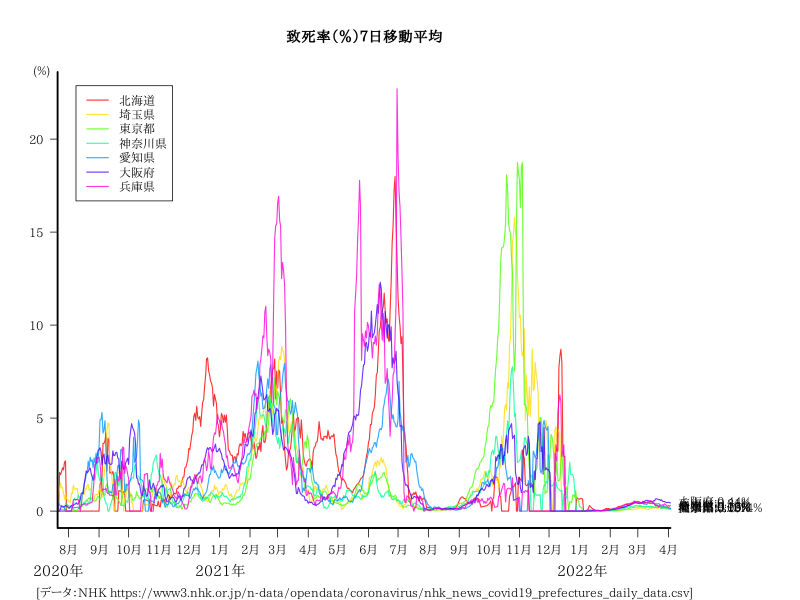 致死率(%)7日移動平均
(%)
北海道
埼玉県
東京都
神奈川県
愛知県
大阪府
兵庫県
20
15
10
5
0
8月 9月 10月 11月 12月 1月 2月 3月 4月 5月 6月 7月 8月 9月 10月 11月 12月 1月 2月 3月 4月
2020年 2021年 2022年
[データ:NHK https://www3.nhk.or.jp/n-data/opendata/coronavirus/nhk_news_covid19_prefectures_daily_data.csv]